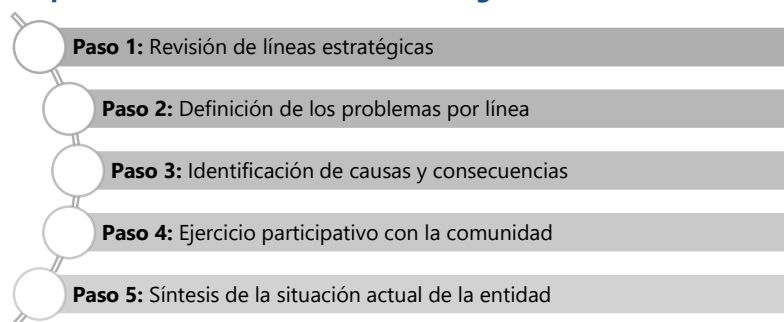 Paso 1: Revisión de líneas estratégicas
Paso 2: Definición de los problemas por línea
Paso 3: Identificación de causas y consecuencias
Paso 4: Ejercicio participativo con la comunidad
Paso 5: Síntesis de la situación actual de la entidad